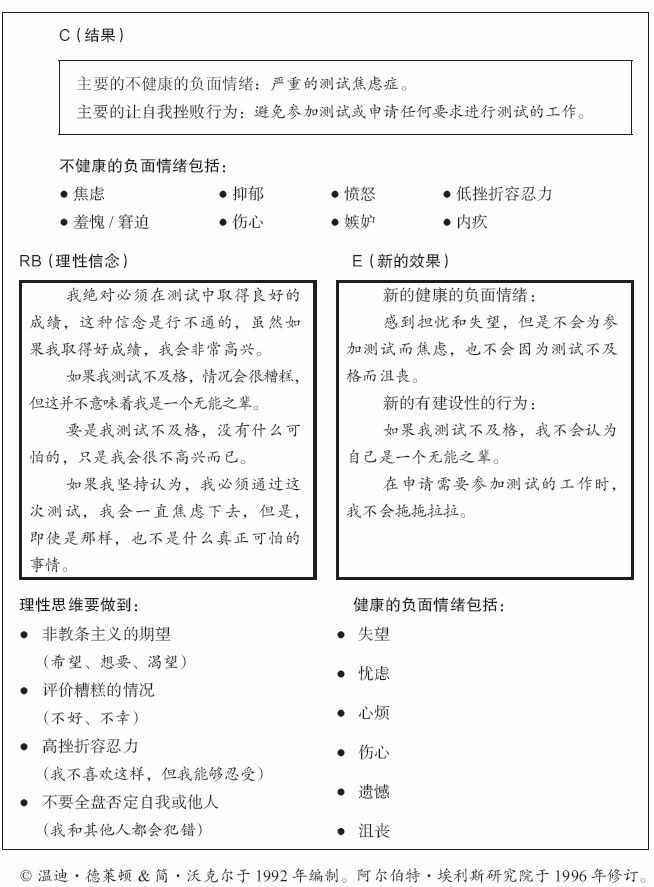 C（结果）
主要的不健康的负面情绪：严重的测试焦虑症。
主要的让自我挫败行为：避免参加测试或申请任何要求进行测试的工作。
不健康的负面情绪包括：
● 焦虑 ● 抑郁 ● 愤怒 ● 低挫折容忍力
● 羞愧 / 窘迫 ● 伤心 ● 嫉妒 ● 内疚
RB（理性信念）
我绝对必须在测试中取得良好的
成绩，这种信念是行不通的，虽然如
果我取得好成绩，我会非常高兴。
如果我测试不及格，情况会很糟糕，
但这并不意味着我是一个无能之辈。
要是我测试不及格，没有什么可
怕的，只是我会很不高兴而已。
如果我坚持认为，我必须通过这
次测试，我会一直焦虑下去，但是，
即使是那样，也不是什么真正可怕的
事情。
E（新的效果）
新的健康的负面情绪：
感到担忧和失望，但是不会为参
加测试而焦虑，也不会因为测试不及
格而沮丧。
新的有建设性的行为：
如果我测试不及格，我不会认为
自己是一个无能之辈。
在申请需要参加测试的工作时，
我不会拖拖拉拉。
理性思维要做到：
● 非教条主义的期望
（希望、想要、渴望）
● 评价糟糕的情况
（不好、不幸）
● 高挫折容忍力
（我不喜欢这样，但我能够忍受）
● 不要全盘否定自我或他人
（我和其他人都会犯错）
健康的负面情绪包括：
● 失望
● 忧虑
● 心烦
● 伤心
● 遗憾
● 沮丧
© 温迪·德莱顿 & 简·沃克尔于 1992 年编制。阿尔伯特·埃利斯研究院于 1996 年修订。